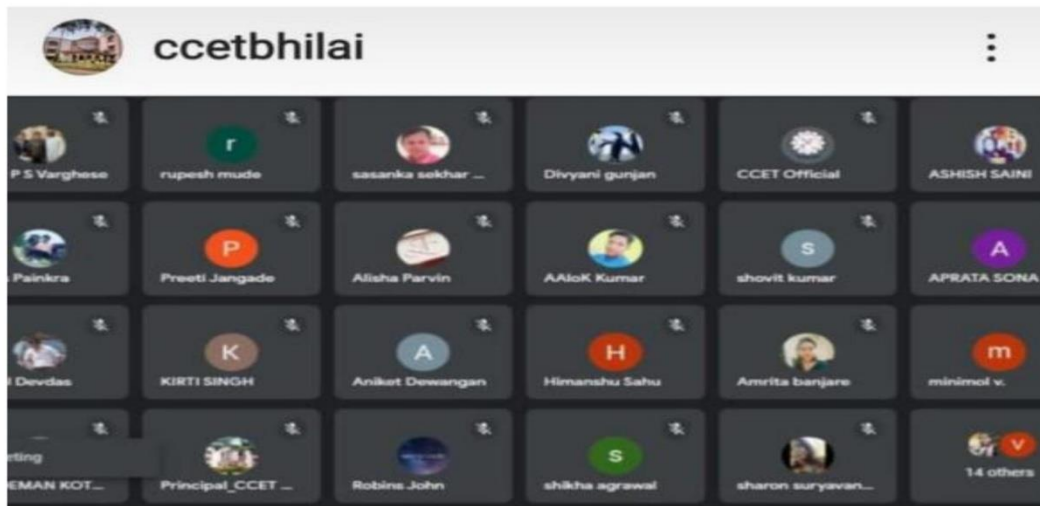 ccetbhilai
P S Varghese
r
rupesh mude
sasanka sekhar ...
Divyani gunjan
CCET Official
ASHISH SAINI
Painkra
P
Preeti Jangade
Alisha Parvin
AAloK Kumar
s
shovit kumar
A
APRATA SONA
Devdas
K
KIRTI SINGH
A
Aniket Dewangan
H
Himanshu Sahu
Amrita banjare
m
minimol v.
eting
EMAN KOT...
Principal_CCET ...
Robins John
s
shikha agrawal
sharon suryavan...
V
14 others